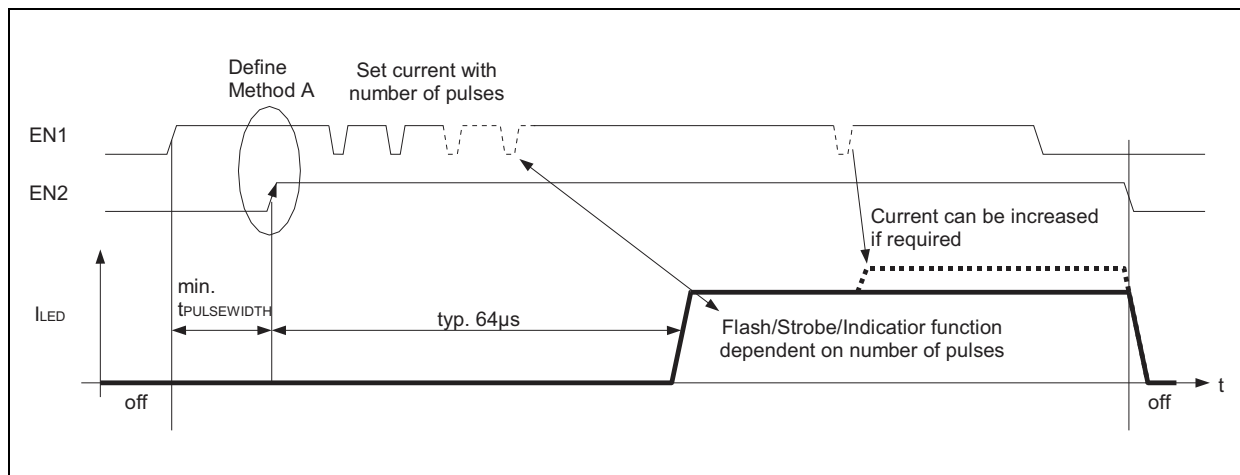 Define
Method A
Set current with
number of pulses
EN1
EN2
Current can be increased
if required
min.
tPULSEWIDTH
ILED
typ. 64µs
Flash/Strobe/Indicatior function
dependent on number of pulses
t
off
off